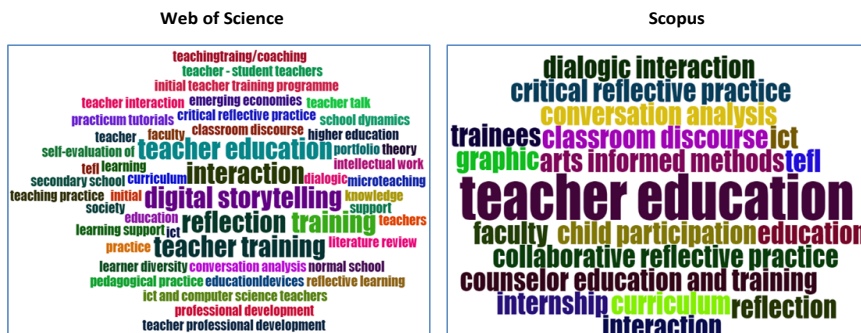 Web of Science
Scopus
teachingtraing/coaching
teacher - student teachers
initial teacher training programme
teacher interaction emerging economies teacher talk
practicum tutorials critical reflective practice school dynamics
teacher faculty classroom discourse higher education
self-evaluation of teacher education portfolio theory
tefl learning interaction intellectual work
secondary school curriculum dialogic microteaching
teaching practice initial digital storytelling knowledge
society support
education reflection training teachers
learning support ict
practice teacher training literature review
learner diversity conversation analysis normal school
pedagogical practice educationldevices reflective learning
ict and computer science teachers
professional development
teacher professional development
dialogic interaction
critical reflective practice
conversation analysis
trainees classroom discourse ict
graphic arts informed methods tefl
teacher education
faculty child participation education
collaborative reflective practice
counselor education and training
internship curriculum reflection
interaction